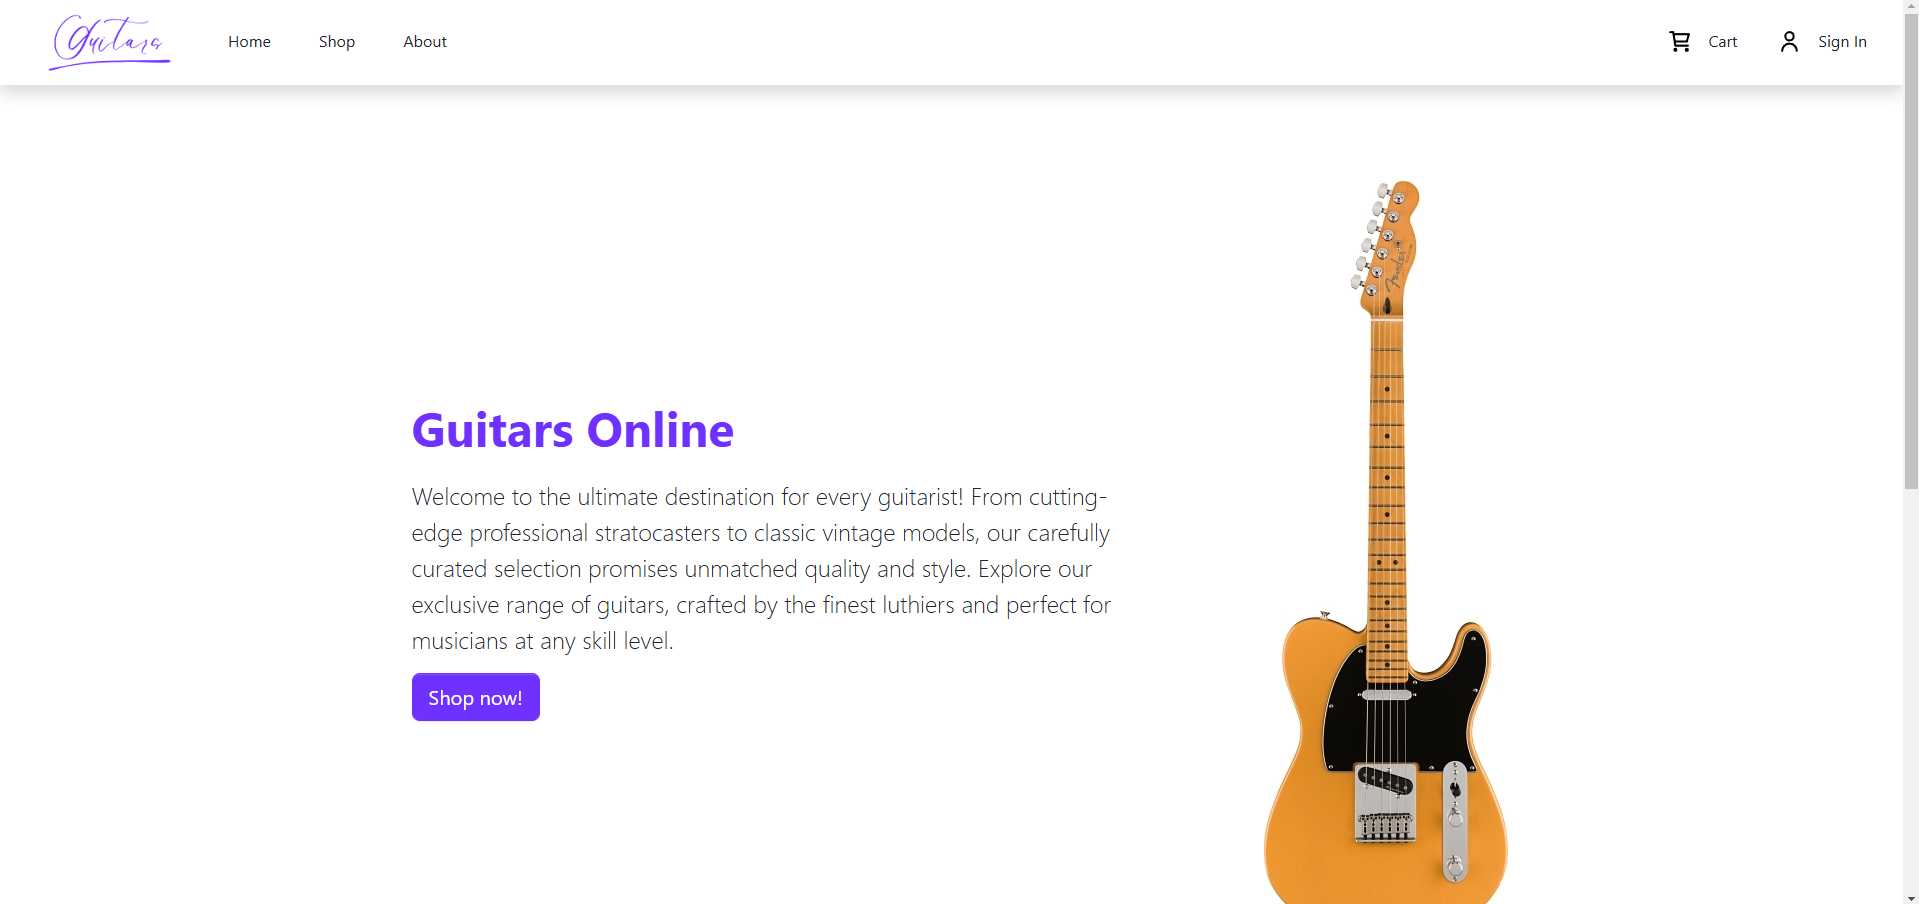 Guitars
Home
Shop
About
Cart
Sign In
Fender
Guitars Online
Welcome to the ultimate destination for every guitarist! From cutting-
edge professional stratocasters to classic vintage models, our carefully
curated selection promises unmatched quality and style. Explore our
exclusive range of guitars, crafted by the finest luthiers and perfect for
musicians at any skill level.
Shop now!